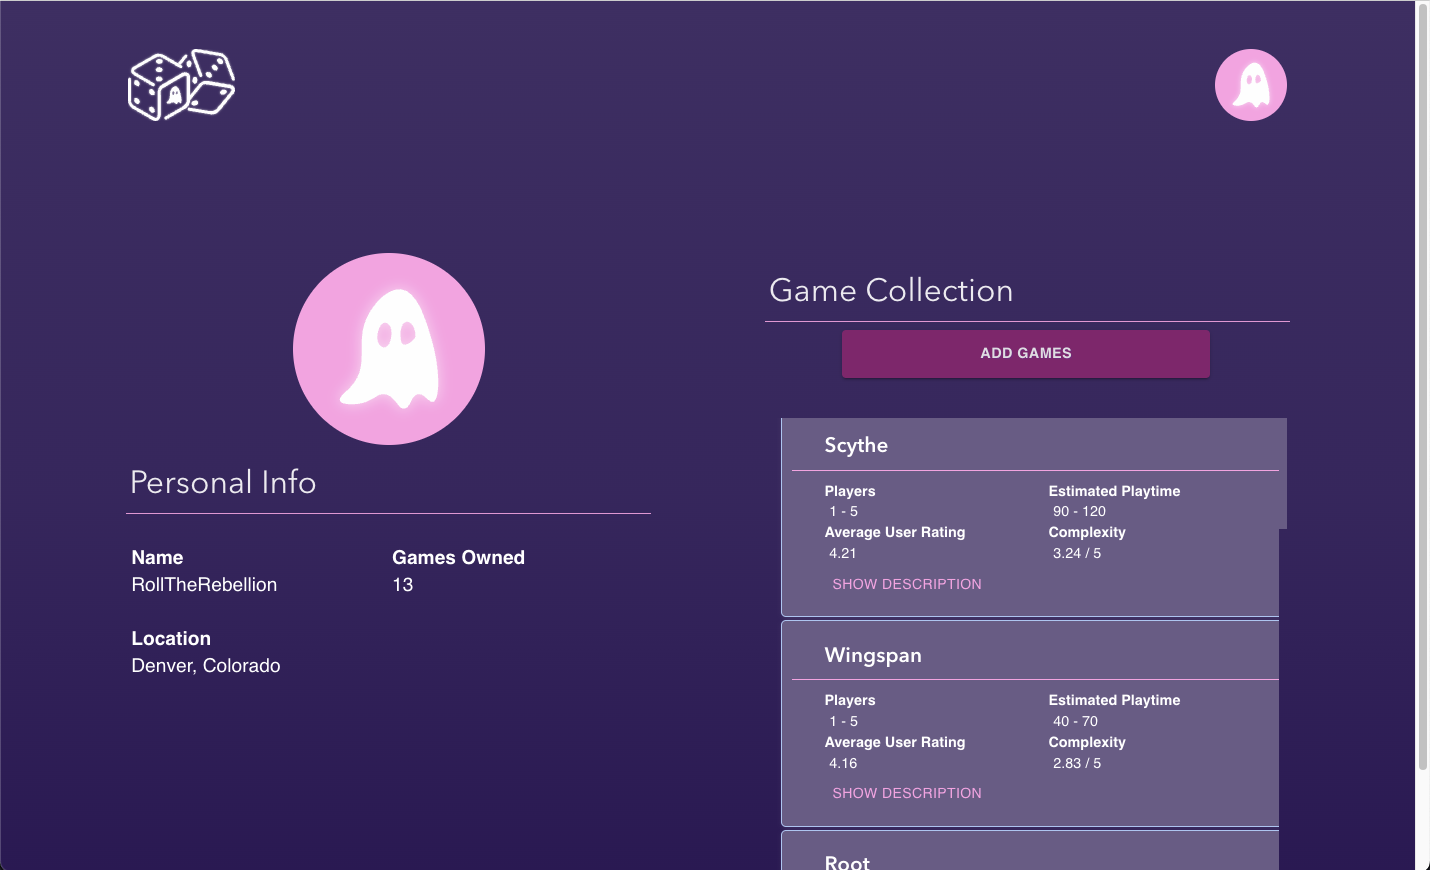 Game Collection
ADD GAMES
Personal Info
Name
RollTheRebellion
Games Owned
13
Location
Denver, Colorado
Scythe
Players
1 - 5
Estimated Playtime
90 - 120
Average User Rating
4.21
Complexity
3.24 / 5
SHOW DESCRIPTION
Wingspan
Players
1 - 5
Estimated Playtime
40 - 70
Average User Rating
4.16
Complexity
2.83 / 5
SHOW DESCRIPTION
Root